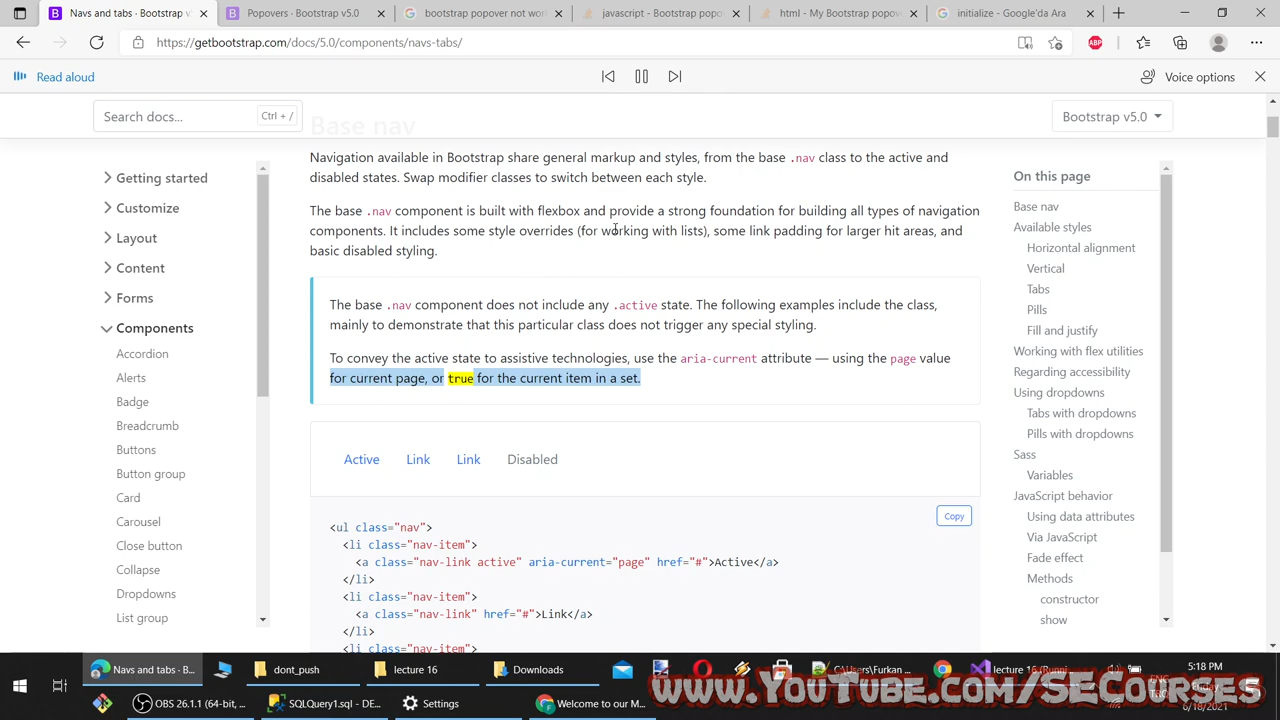 Navs and tabs · Bootstrap v
Popovers · Bootstrap v5.0
bootstrap popover not wor
javascript - Bootstrap popo
html - My Bootstrap popov
initialize - Google'da Ara
https://getbootstrap.com/docs/5.0/components/navs-tabs/
ABP
Read aloud
Voice options
Search docs...
Ctrl + /
Base nav
Bootstrap v5.0
Getting started
Customize
Layout
Content
Forms
Components
Accordion
Alerts
Badge
Breadcrumb
Buttons
Button group
Card
Carousel
Close button
Collapse
Dropdowns
List group
Navigation available in Bootstrap share general markup and styles, from the base .nav class to the active and
disabled states. Swap modifier classes to switch between each style.
The base .nav component is built with flexbox and provide a strong foundation for building all types of navigation
components. It includes some style overrides (for working with lists), some link padding for larger hit areas, and
basic disabled styling.
The base .nav component does not include any .active state. The following examples include the class,
mainly to demonstrate that this particular class does not trigger any special styling.
To convey the active state to assistive technologies, use the aria-current attribute — using the page value
for current page, or true for the current item in a set.
Active Link Link Disabled
Copy
<ul class="nav">
<li class="nav-item">
<a class="nav-link active" aria-current="page" href="#">Active</a>
</li>
<li class="nav-item">
<a class="nav-link" href="#">Link</a>
</li>
<li class="nav-item">
On this page
Base nav
Available styles
Horizontal alignment
Vertical
Tabs
Pills
Fill and justify
Working with flex utilities
Regarding accessibility
Using dropdowns
Tabs with dropdowns
Pills with dropdowns
Sass
Variables
JavaScript behavior
Using data attributes
Via JavaScript
Fade effect
Methods
constructor
show
Navs and tabs · B...
dont_push
lecture 16
Downloads
C:\Users\Furkan ...
lecture 16 (Runni...
5:18 PM
OBS 26.1.1 (64-bit, ...
SQLQuery1.sql - DE...
Settings
Welcome to our M...
6/18/2021
www.YouTube.com/SECourses